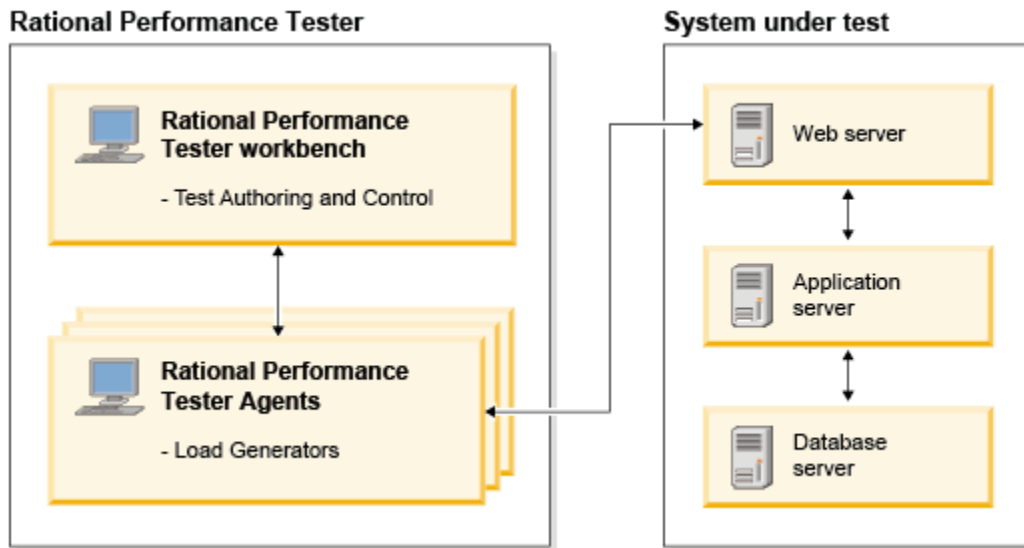 Rational Performance Tester
Rational Performance
Tester workbench
- Test Authoring and Control
Rational Performance
Tester Agents
- Load Generators
System under test
Web server
Application
server
Database
server